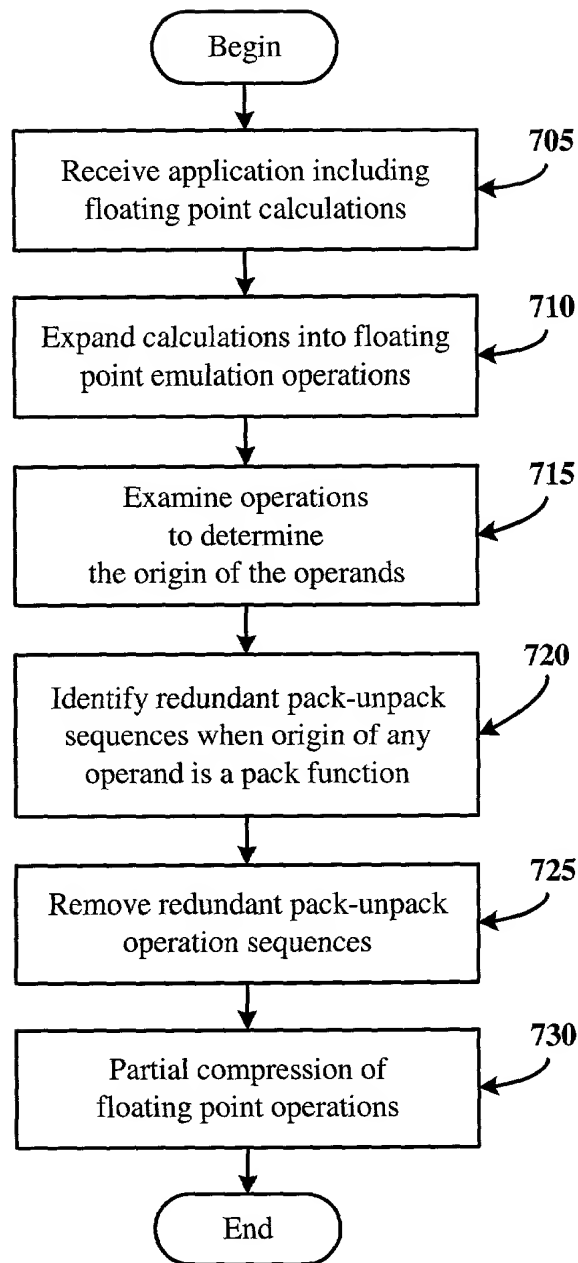 Begin
705
Receive application including
floating point calculations
710
Expand calculations into floating
point emulation operations
715
Examine operations
to determine
the origin of the operands
720
Identify redundant pack-unpack
sequences when origin of any
operand is a pack function
725
Remove redundant pack-unpack
operation sequences
730
Partial compression of
floating point operations
End